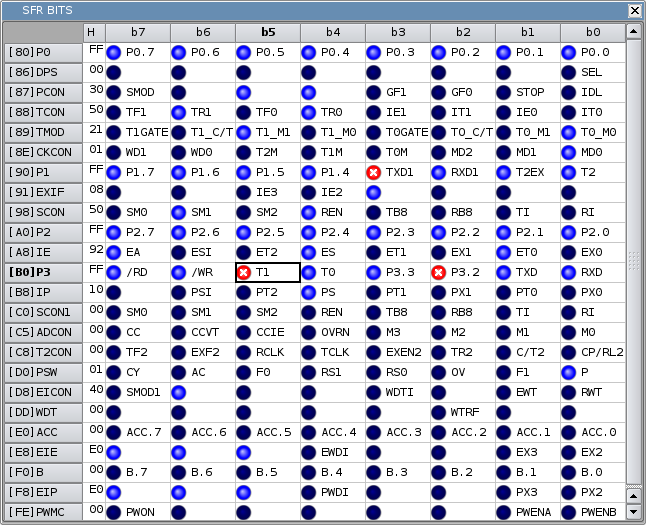 SFR BITS
H b7 b6 b5 b4 b3 b2 b1 b0
[80]P0 FF P0.7 P0.6 P0.5 P0.4 P0.3 P0.2 P0.1 P0.0
[86]DPS 00 SEL
[87]PCON 30 SMOD GF1 GF0 STOP IDL
[88]TCON 50 TF1 TR1 TF0 TR0 IE1 IT1 IE0 IT0
[89]TMOD 21 T1GATE T1_C/T T1_M1 T1_M0 T0GATE T0_C/T T0_M1 T0_M0
[8E]CKCON 01 WD1 WD0 T2M T1M T0M MD2 MD1 MD0
[90]P1 FF P1.7 P1.6 P1.5 P1.4 TXD1 RXD1 T2EX T2
[91]EXIF 08 IE3 IE2
[98]SCON 50 SM0 SM1 SM2 REN TB8 RB8 TI RI
[A0]P2 FF P2.7 P2.6 P2.5 P2.4 P2.3 P2.2 P2.1 P2.0
[A8]IE 92 EA ESI ET2 ES ET1 EX1 ET0 EX0
[B0]P3 FF /RD /WR T1 T0 P3.3 P3.2 TXD RXD
[B8]IP 10 PSI PT2 PS PT1 PX1 PT0 PX0
[C0]SCON1 00 SM0 SM1 SM2 REN TB8 RB8 TI RI
[C5]ADCON 00 CC CCVT CCIE OVRN M3 M2 M1 M0
[C8]T2CON 00 TF2 EXF2 RCLK TCLK EXEN2 TR2 C/T2 CP/RL2
[D0]PSW 01 CY AC F0 RS1 RS0 OV F1 P
[D8]EICON 40 SMOD1 WDTI EWT RWT
[DD]WDT 00 WTRF
[E0]ACC 00 ACC.7 ACC.6 ACC.5 ACC.4 ACC.3 ACC.2 ACC.1 ACC.0
[E8]EIE E0 EWDI EX3 EX2
[F0]B 00 B.7 B.6 B.5 B.4 B.3 B.2 B.1 B.0
[F8]EIP E0 PWDI PX3 PX2
[FE]PWMC 00 PWON PWENA PWENB